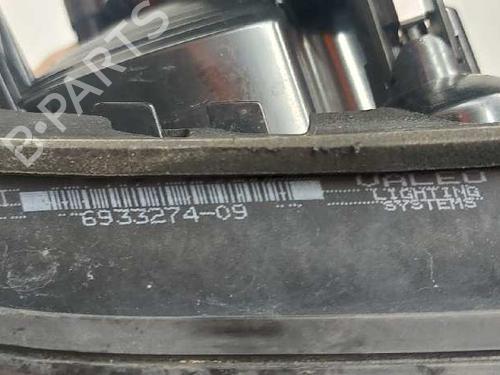 B-PARTS
VALEO
LIGHTING
SYSTEMS
6933274-09